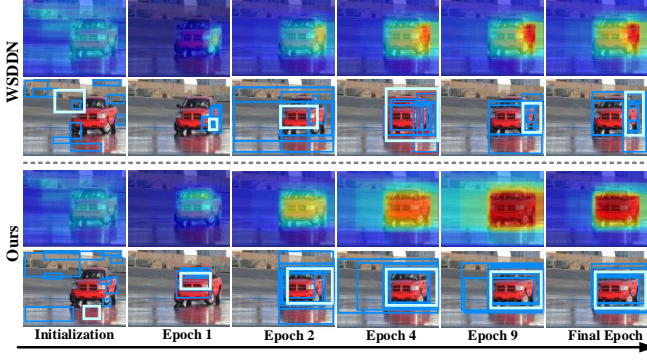 WSDDN
Ours
Initialization
Epoch 1
Epoch 2
Epoch 4
Epoch 9
Final Epoch